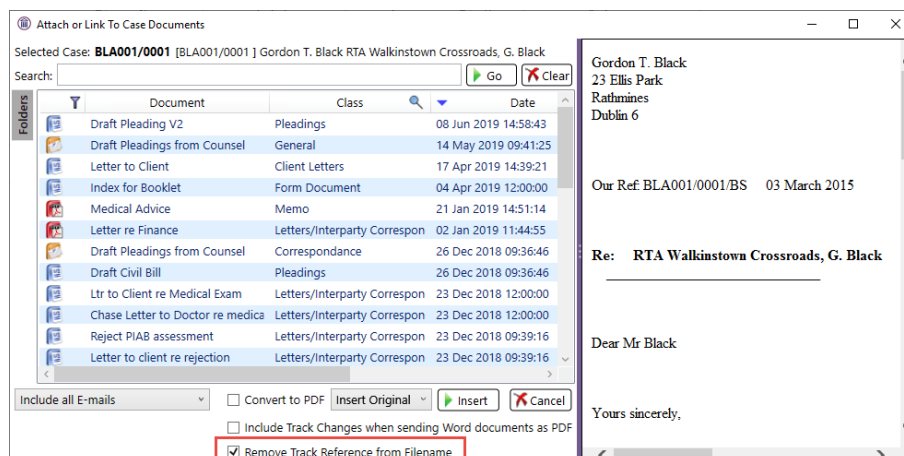 Attach or Link To Case Documents
Selected Case: BLA001/0001 [BLA001/0001 ] Gordon T. Black RTA Walkinstown Crossroads, G. Black
Search: Go Clear
Folders
Document Class Date
Draft Pleading V2 Pleadings 08 Jun 2019 14:58:43
Draft Pleadings from Counsel General 14 May 2019 09:41:25
Letter to Client Client Letters 17 Apr 2019 14:39:21
Index for Booklet Form Document 04 Apr 2019 12:00:00
Medical Advice Memo 21 Jan 2019 14:51:14
Letter re Finance Letters/Interparty Correspon 02 Jan 2019 11:44:55
Draft Pleadings from Counsel Correspondance 26 Dec 2018 09:36:46
Draft Civil Bill Pleadings 26 Dec 2018 09:36:46
Ltr to Client re Medical Exam Letters/Interparty Correspon 23 Dec 2018 12:00:00
Chase Letter to Doctor re medica Letters/Interparty Correspon 23 Dec 2018 12:00:00
Reject PIAB assessment Letters/Interparty Correspon 23 Dec 2018 09:39:16
Letter to client re rejection Letters/Interparty Correspon 23 Dec 2018 09:39:16
Include all E-mails Convert to PDF Insert Original Insert Cancel
Include Track Changes when sending Word documents as PDF
Remove Track Reference from Filename
Gordon T. Black
23 Ellis Park
Rathmines
Dublin 6
Our Ref: BLA001/0001/BS 03 March 2015
Re: RTA Walkinstown Crossroads, G. Black
Dear Mr Black
Yours sincerely,